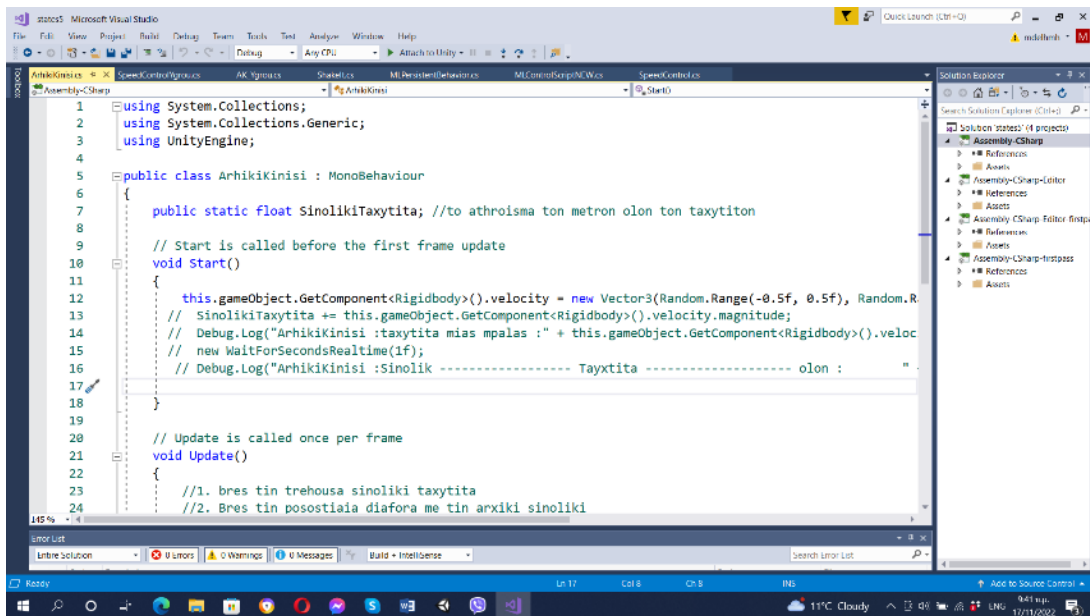 states5 Microsoft Visual Studio
Quick Launch (Ctrl+Q)
File Edit View Project Build Debug Team Tools Test Analyze Window Help
mdelhmh
M
Debug Any CPU Attach to Unity
ArhikiKinisi.cs SpeedControlYgrou.cs AK Ygrou.cs ShakeIt.cs MLPersistentBehavior.cs MLControlScriptNEW.cs SpeedControl.cs
Toolbox
Assembly-CSharp ArhikiKinisi Start()
1 using System.Collections;
2 using System.Collections.Generic;
3 using UnityEngine;
4
5 public class ArhikiKinisi : MonoBehaviour
6 {
7 public static float SinolikiTaxytita; //to athroisma ton metron olon ton taxytiton
8
9 // Start is called before the first frame update
10 void Start()
11 {
12 this.gameObject.GetComponent<Rigidbody>().velocity = new Vector3(Random.Range(-0.5f, 0.5f), Random.R
13 // SinolikiTaxytita += this.gameObject.GetComponent<Rigidbody>().velocity.magnitude;
14 // Debug.Log("ArhikiKinisi :taxytita mias mpalas :" + this.gameObject.GetComponent<Rigidbody>().veloc
15 // new WaitForSecondsRealtime(1f);
16 // Debug.Log("ArhikiKinisi :Sinolik ----------------- Tayxtita ------------------- olon : "
17
18 }
19
20 // Update is called once per frame
21 void Update()
22 {
23 //1. bres tin trehousa sinoliki taxytita
24 //2. Bres tin posostiaia diafora me tin arxiki sinoliki
145 %
Solution Explorer
Search Solution Explorer (Ctrl+;)
Solution 'states5' (4 projects)
Assembly-CSharp
References
Assets
Assembly-CSharp-Editor
References
Assets
Assembly-CSharp-Editor-firstpa
References
Assets
Assembly-CSharp-firstpass
References
Assets
Error List
Entire Solution 0 Errors 0 Warnings 0 Messages Build + IntelliSense Search Error List
Ready Ln 17 Col 8 Ch 8 INS Add to Source Control
11°C Cloudy ENG 9:41 π.μ.
17/11/2022